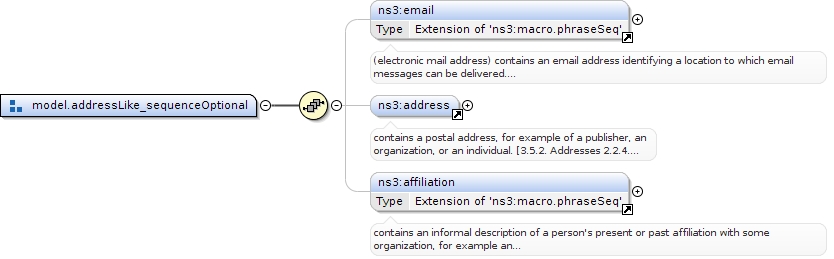 ns3:email
Type Extension of 'ns3:macro.phraseSeq'
(electronic mail address) contains an email address identifying a location to which email
messages can be delivered....
model.addressLike_sequenceOptional
ns3:address
contains a postal address, for example of a publisher, an
organization, or an individual. [3.5.2. Addresses 2.2.4....
ns3:affiliation
Type Extension of 'ns3:macro.phraseSeq'
contains an informal description of a person's present or past affiliation with some
organization, for example an...